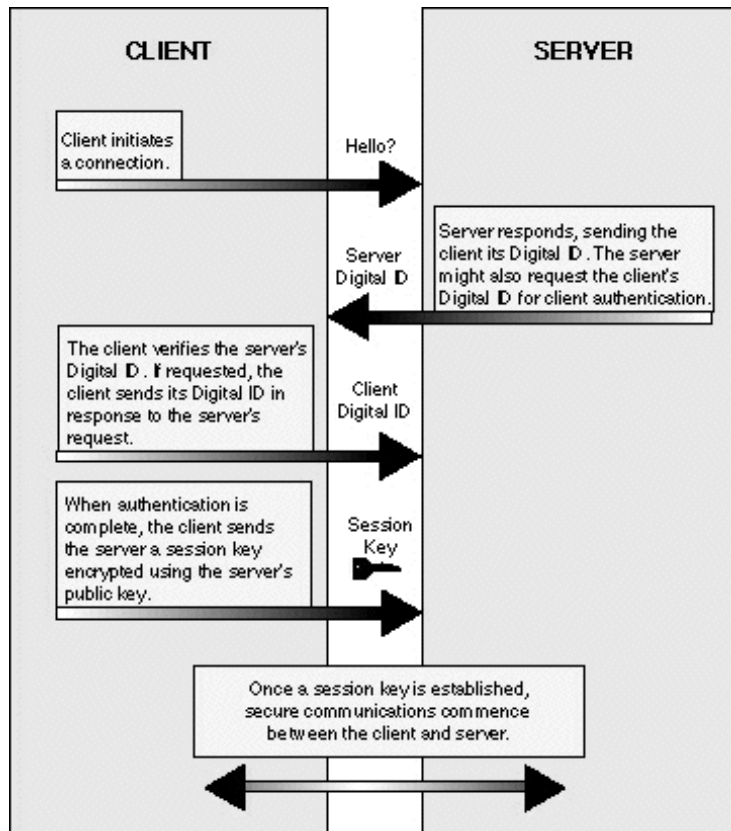 CLIENT
SERVER
Client initiates
a connection.
Hello?
Server responds, sending the
client its Digital ID. The server
might also request the client's
Digital ID for client authentication.
Server
Digital ID
The client verifies the server's
Digital ID. If requested, the
client sends its Digital ID in
response to the server's
request.
Client
Digital ID
When authentication is
complete, the client sends
the server a session key
encrypted using the server's
public key.
Session
Key
Once a session key is established,
secure communications commence
between the client and server.